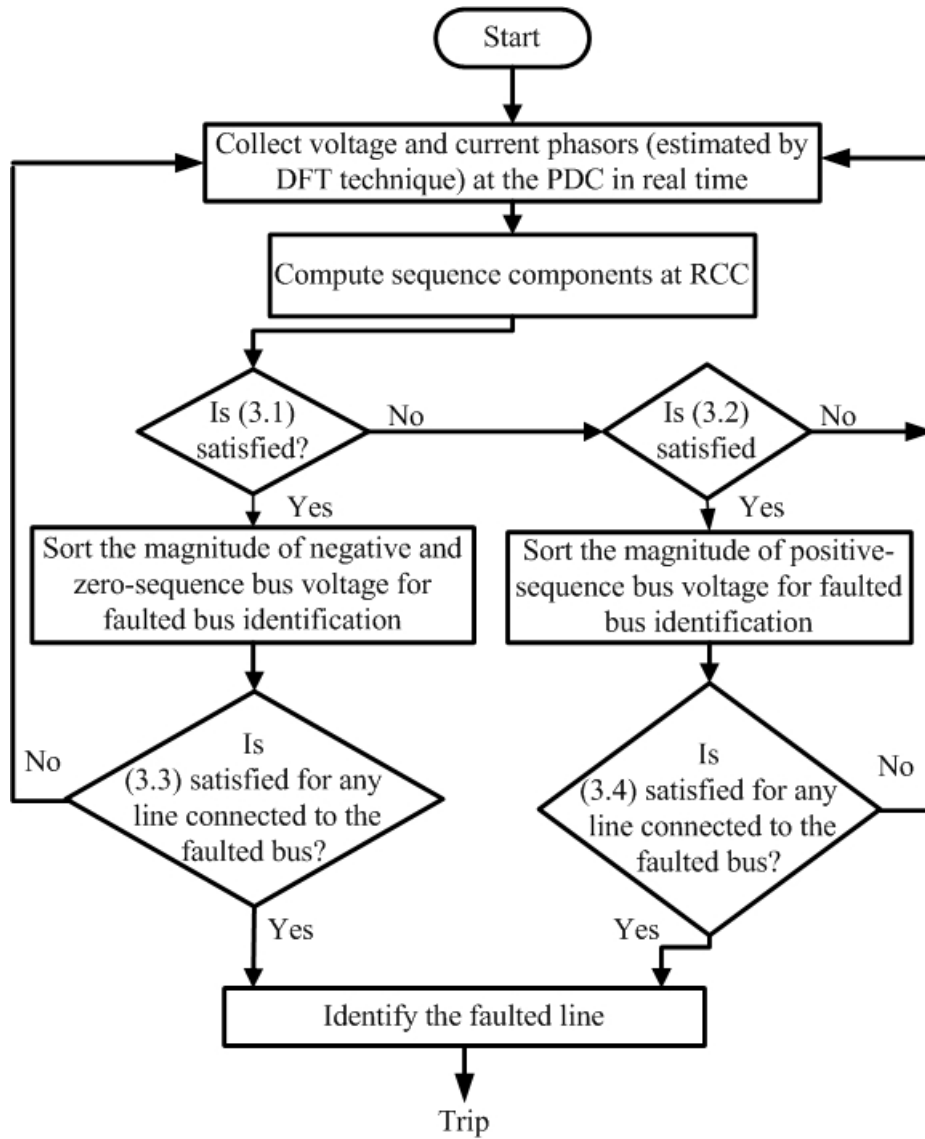 Start
Collect voltage and current phasors (estimated by
DFT technique) at the PDC in real time
Compute sequence components at RCC
Is (3.1)
satisfied?
No
Is (3.2)
satisfied
No
Yes
Yes
Sort the magnitude of negative and
zero-sequence bus voltage for
faulted bus identification
Sort the magnitude of positive-
sequence bus voltage for faulted
bus identification
No
Is
(3.3) satisfied for any
line connected to the
faulted bus?
Is
(3.4) satisfied for any
line connected to the
faulted bus?
No
Yes
Yes
Identify the faulted line
Trip